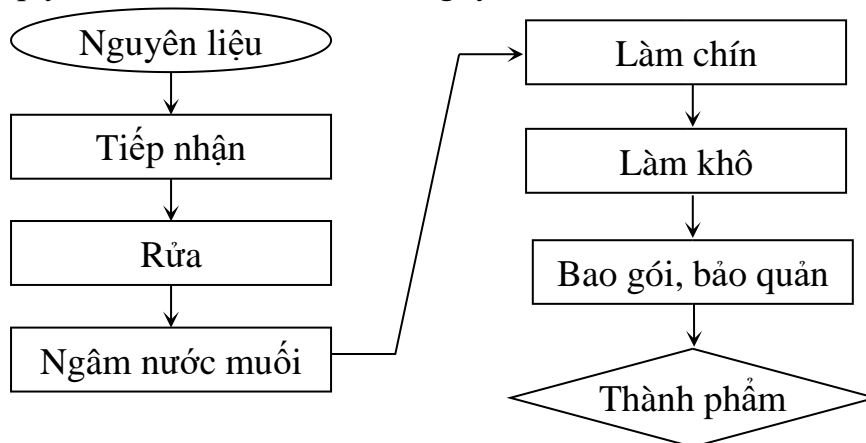 Nguyên liệu
Tiếp nhận
Rửa
Ngâm nước muối
Làm chín
Làm khô
Bao gói, bảo quản
Thành phẩm